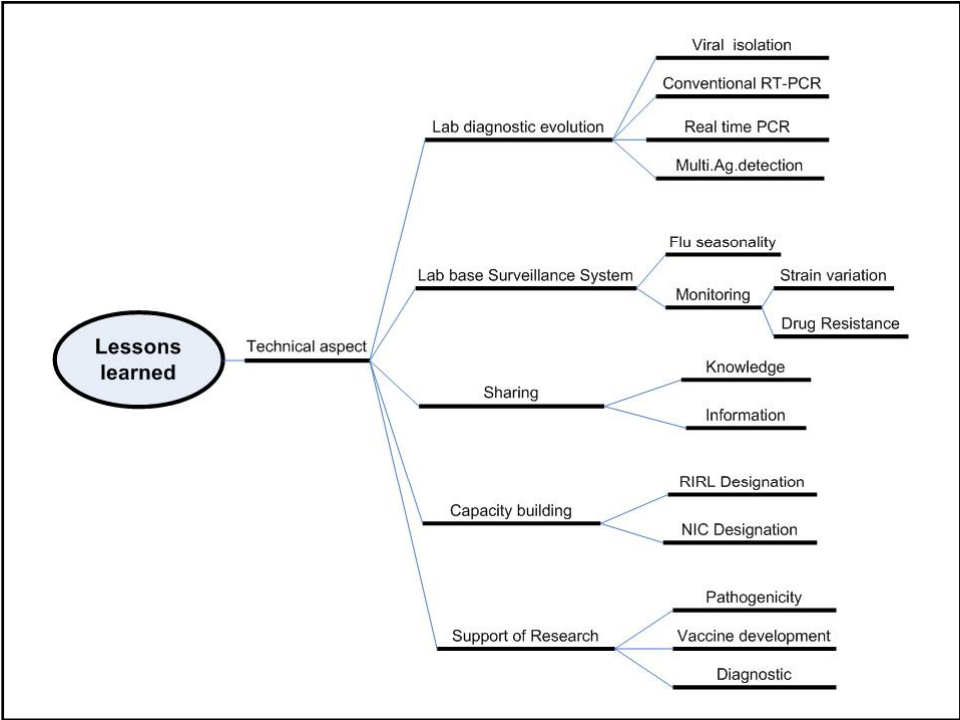 Lessons
learned
Technical aspect
Lab diagnostic evolution
Viral isolation
Conventional RT-PCR
Real time PCR
Multi.Ag.detection
Lab base Surveillance System
Flu seasonality
Monitoring
Strain variation
Drug Resistance
Sharing
Knowledge
Information
Capacity building
RIRL Designation
NIC Designation
Support of Research
Pathogenicity
Vaccine development
Diagnostic